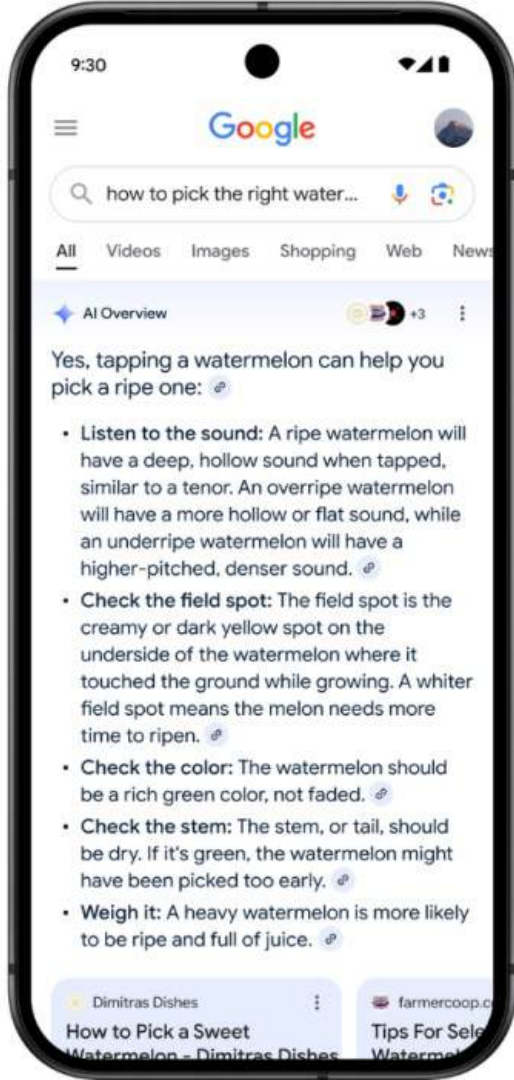 9:30
Google
how to pick the right water...
All Videos Images Shopping Web News
AI Overview +3
Yes, tapping a watermelon can help you
pick a ripe one:
• Listen to the sound: A ripe watermelon will
have a deep, hollow sound when tapped,
similar to a tenor. An overripe watermelon
will have a more hollow or flat sound, while
an underripe watermelon will have a
higher-pitched, denser sound.
• Check the field spot: The field spot is the
creamy or dark yellow spot on the
underside of the watermelon where it
touched the ground while growing. A whiter
field spot means the melon needs more
time to ripen.
• Check the color: The watermelon should
be a rich green color, not faded.
• Check the stem: The stem, or tail, should
be dry. If it's green, the watermelon might
have been picked too early.
• Weigh it: A heavy watermelon is more likely
to be ripe and full of juice.
Dimitras Dishes
How to Pick a Sweet
Watermelon - Dimitras Dishes
farmercoop.c
Tips For Sele
Watermel